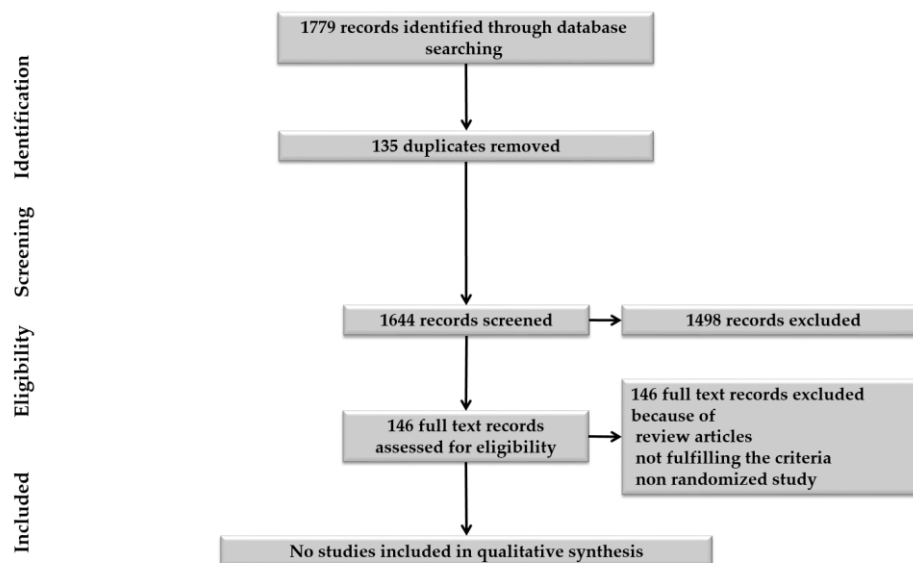 1779 records identified through database
searching
Identification
135 duplicates removed
Screening
1644 records screened
1498 records excluded
Eligibility
146 full text records
assessed for eligibility
146 full text records excluded
because of
review articles
not fulfilling the criteria
non randomized study
Included
No studies included in qualitative synthesis